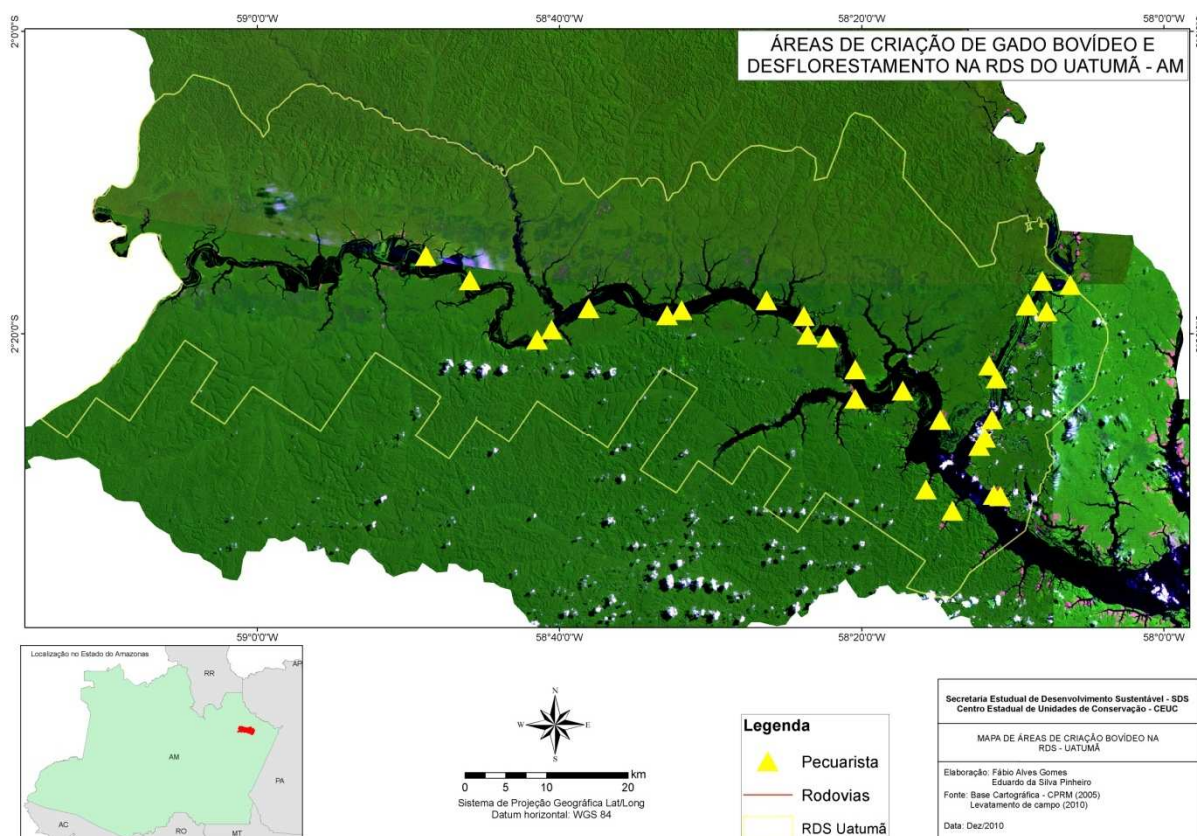 59°0'0"W
58°40'0"W
58°20'0"W
58°0'0"W
2°0'0"S
ÁREAS DE CRIAÇÃO DE GADO BOVÍDEO E
DESFLORESTAMENTO NA RDS DO UATUMÃ - AM
2°20'0"S
59°0'0"W
58°40'0"W
58°20'0"W
58°0'0"W
Localização no Estado do Amazonas
RR
AP
AM
PA
AC
RO
MT
N
W
E
S
km
0 5 10 20
Sistema de Projeção Geográfica Lat/Long
Datum horizontal: WGS 84
Legenda
Pecuarista
Rodovias
RDS Uatumã
Secretaria Estudual de Desenvolvimento Sustentável - SDS
Centro Estadual de Unidades de Conservação - CEUC
MAPA DE ÁREAS DE CRIAÇÃO BOVÍDEO NA
RDS - UATUMÃ
Elaboração: Fábio Alves Gomes
Eduardo da Silva Pinheiro
Fonte: Base Cartográfica - CPRM (2005)
Levatamento de campo (2010)
Data: Dez/2010